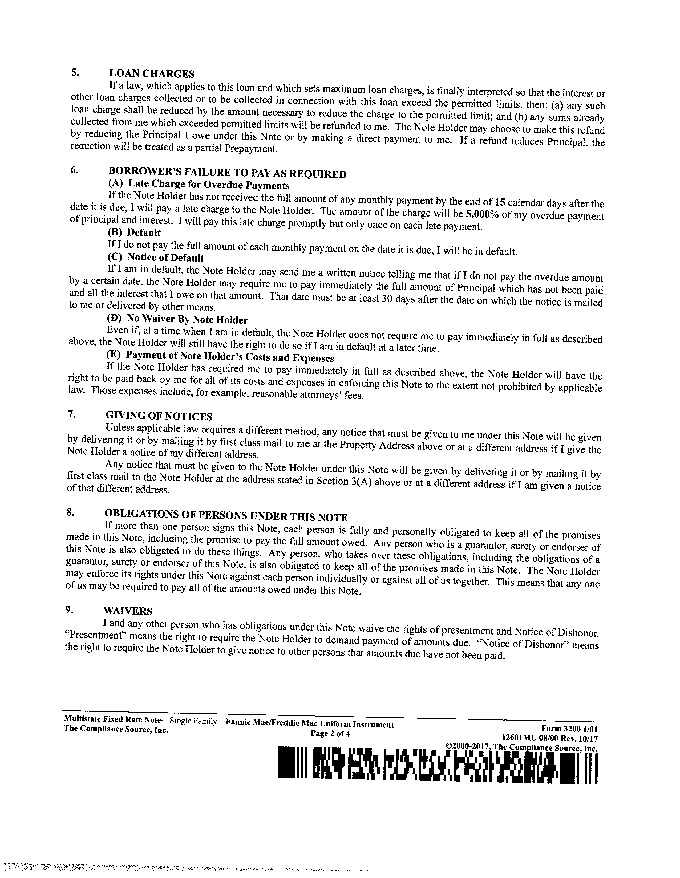 5. LOAN CHARGES
If a law, which applies to this loan and which sets maximum loan charges, is finally interpreted so that the interest or
other loan charges collected or to be collected in connection with this loan exceed the permitted limits, then: (a) any such
loan charge shall be reduced by the amount necessary to reduce the charge to the permitted limit; and (b) any sums already
collected from me which exceeded permitted limits will be refunded to me. The Note Holder may choose to make this refund
by reducing the Principal I owe under this Note or by making a direct payment to me. If a refund reduces Principal, the
reduction will be treated as a partial Prepayment.
6. BORROWER'S FAILURE TO PAY AS REQUIRED
(A) Late Charge for Overdue Payments
If the Note Holder has not received the full amount of any monthly payment by the end of 15 calendar days after the
date it is due, I will pay a late charge to the Note Holder. The amount of the charge will be 5.000% of my overdue payment
of principal and interest. I will pay this late charge promptly but only once on each late payment.
(B) Default
If I do not pay the full amount of each monthly payment on the date it is due, I will be in default.
(C) Notice of Default
If I am in default, the Note Holder may send me a written notice telling me that if I do not pay the overdue amount
by a certain date, the Note Holder may require me to pay immediately the full amount of Principal which has not been paid
and all the interest that I owe on that amount. That date must be at least 30 days after the date on which the notice is mailed
to me or delivered by other means.
(D) No Waiver By Note Holder
Even if, at a time when I am in default, the Note Holder does not require me to pay immediately in full as described
above, the Note Holder will still have the right to do so if I am in default at a later time.
(E) Payment of Note Holder's Costs and Expenses
If the Note Holder has required me to pay immediately in full as described above, the Note Holder will have the
right to be paid back by me for all of its costs and expenses in enforcing this Note to the extent not prohibited by applicable
law. Those expenses include, for example, reasonable attorneys' fees.
7. GIVING OF NOTICES
Unless applicable law requires a different method, any notice that must be given to me under this Note will be given
by delivering it or by mailing it by first class mail to me at the Property Address above or at a different address if I give the
Note Holder a notice of my different address.
Any notice that must be given to the Note Holder under this Note will be given by delivering it or by mailing it by
first class mail to the Note Holder at the address stated in Section 3(A) above or at a different address if I am given a notice
of that different address.
8. OBLIGATIONS OF PERSONS UNDER THIS NOTE
If more than one person signs this Note, each person is fully and personally obligated to keep all of the promises
made in this Note, including the promise to pay the full amount owed. Any person who is a guarantor, surety or endorser of
this Note is also obligated to do these things. Any person, who takes over these obligations, including the obligations of a
guarantor, surety or endorser of this Note, is also obligated to keep all of the promises made in this Note. The Note Holder
may enforce its rights under this Note against each person individually or against all of us together. This means that any one
of us may be required to pay all of the amounts owed under this Note.
9. WAIVERS
I and any other person who has obligations under this Note waive the rights of presentment and Notice of Dishonor.
"Presentment" means the right to require the Note Holder to demand payment of amounts due. "Notice of Dishonor" means
the right to require the Note Holder to give notice to other persons that amounts due have not been paid.
Multistate Fixed Rate Note - Single Family - Fannie Mae/Freddie Mac Uniform Instrument Form 3200 1/01
The Compliance Source, Inc. Page 2 of 4 12601MU 08/00 Rev. 10/17
©2000-2017, The Compliance Source, Inc.